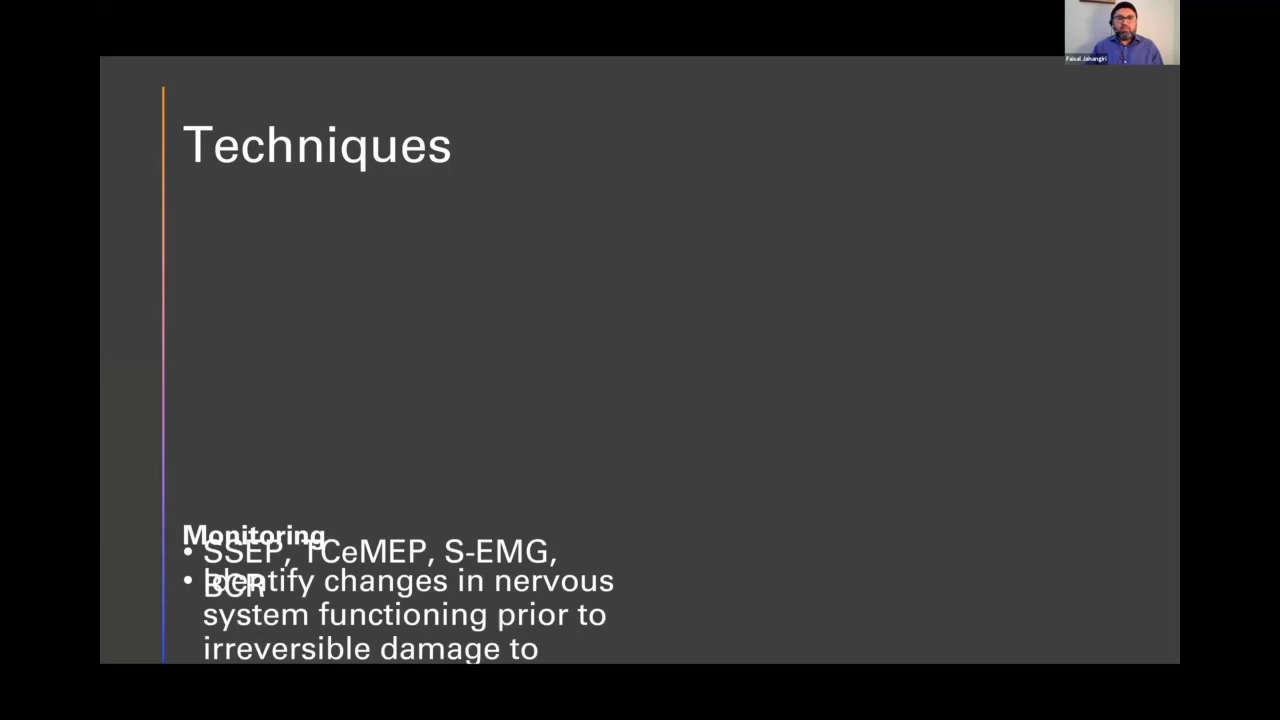 Faisal Jahangiri
Techniques
Monitoring
• SSEP, TCeMEP, S-EMG,
BCR
• Identify changes in nervous
system functioning prior to
irreversible damage to